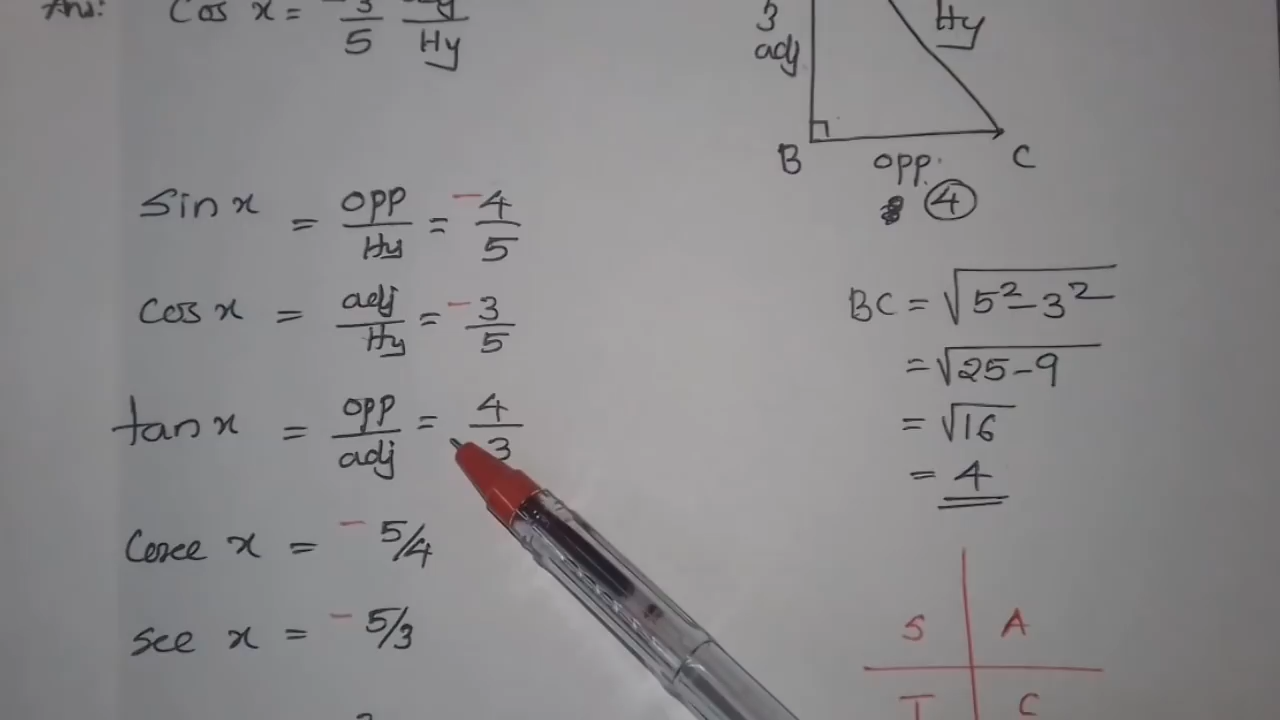 Ans: Cos x = -3/5 Hy
sin x = opp/Hy = -4/5
cos x = adj/Hy = -3/5
tan x = opp/adj = 4/3
Cosec x = -5/4
sec x = -5/3
3
adj
Hy
B
opp.
C
4
BC = √5²-3²
= √25-9
= √16
= 4
S A
T C